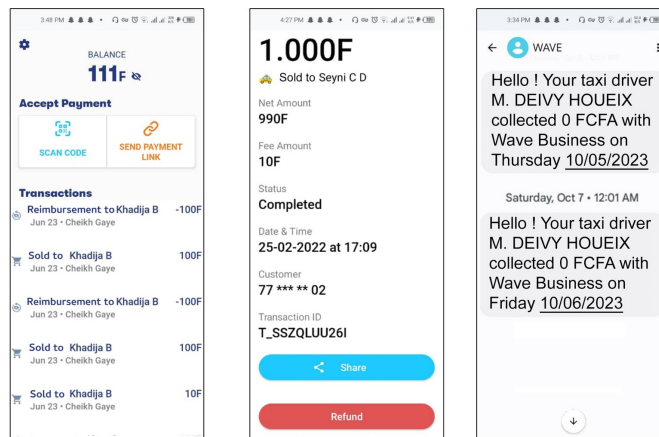 3:48 PM
BALANCE
111F
Accept Payment
SCAN CODE
SEND PAYMENT
LINK
Transactions
Reimbursement to Khadija B -100F
Jun 23 • Cheikh Gaye
Sold to Khadija B 100F
Jun 23 • Cheikh Gaye
Reimbursement to Khadija B -100F
Jun 23 • Cheikh Gaye
Sold to Khadija B 100F
Jun 23 • Cheikh Gaye
Sold to Khadija B 10F
Jun 23 • Cheikh Gaye
4:27 PM
1.000F
Sold to Seyni C D
Net Amount
990F
Fee Amount
10F
Status
Completed
Date & Time
25-02-2022 at 17:09
Customer
77 *** ** 02
Transaction ID
T_SSZQLUU26I
Share
Refund
3:34 PM
WAVE
Hello ! Your taxi driver
M. DEIVY HOUEIX
collected 0 FCFA with
Wave Business on
Thursday 10/05/2023
Saturday, Oct 7 • 12:01 AM
Hello ! Your taxi driver
M. DEIVY HOUEIX
collected 0 FCFA with
Wave Business on
Friday 10/06/2023